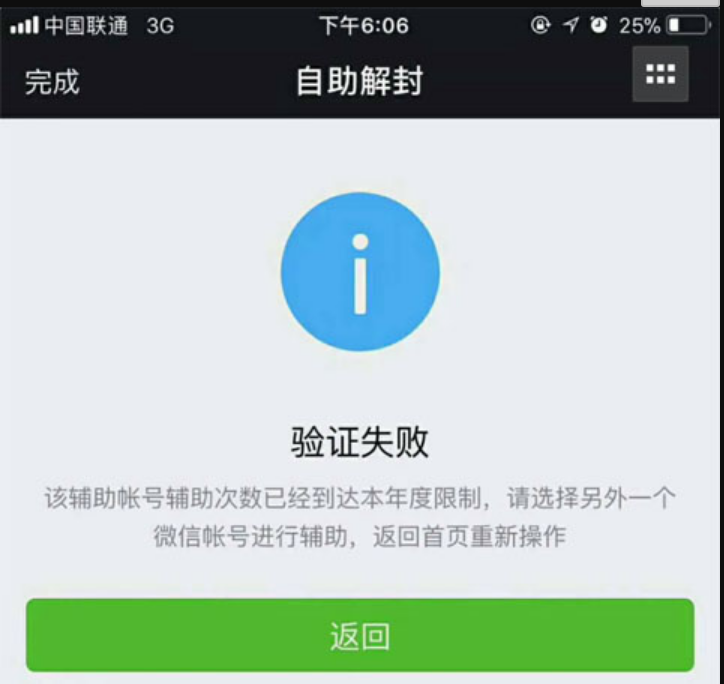 中国联通 3G 下午6:06 25%
完成 自助解封
i
验证失败
该辅助帐号辅助次数已经到达本年度限制，请选择另外一个
微信帐号进行辅助，返回首页重新操作
返回